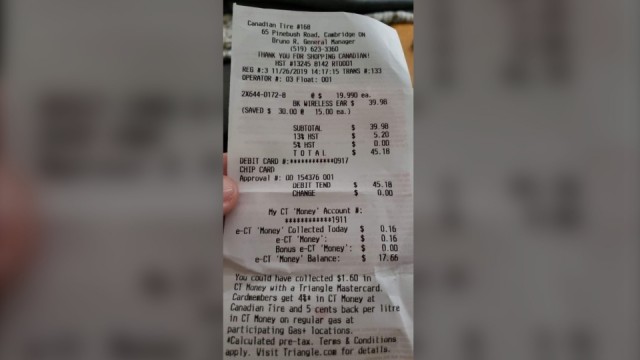 Canadian Tire #160
65 Pinebush Road, Cambridge ON
Bruno R, General Manager
(519) 623-3360
THANK YOU FOR SHOPPING CANADIAN!
HST #13245 8142 RT0001
REG #:3 11/26/2019 14:17:15 TRANS #:133
OPERATOR #: 03 Float: 001
2X644-0172-8 @ $ 19.990 ea.
BK WIRELESS EAR $ 39.98
(SAVED $ 30.00 @ 15.00 ea.)
SUBTOTAL $ 39.98
13% HST $ 5.20
5% HST $ 0.00
T O T A L $ 45.18
DEBIT CARD #:************0917
CHIP CARD
Approval #: 00 154376 001
DEBIT TEND $ 45.18
CHANGE $ 0.00
My CT 'Money' Account #:
************1911
e-CT 'Money' Collected Today $ 0.16
e-CT 'Money': $ 0.16
Bonus e-CT 'Money': $ 0.00
e-CT 'Money' Balance: $ 17.66
You could have collected $1.60 in
CT Money with a Triangle Mastercard.
Cardmembers get 4%* in CT Money at
Canadian Tire and 5 cents back per litre
in CT Money on regular gas at
participating Gas+ locations.
*Calculated pre-tax. Terms & Conditions
apply. Visit Triangle.com for details.